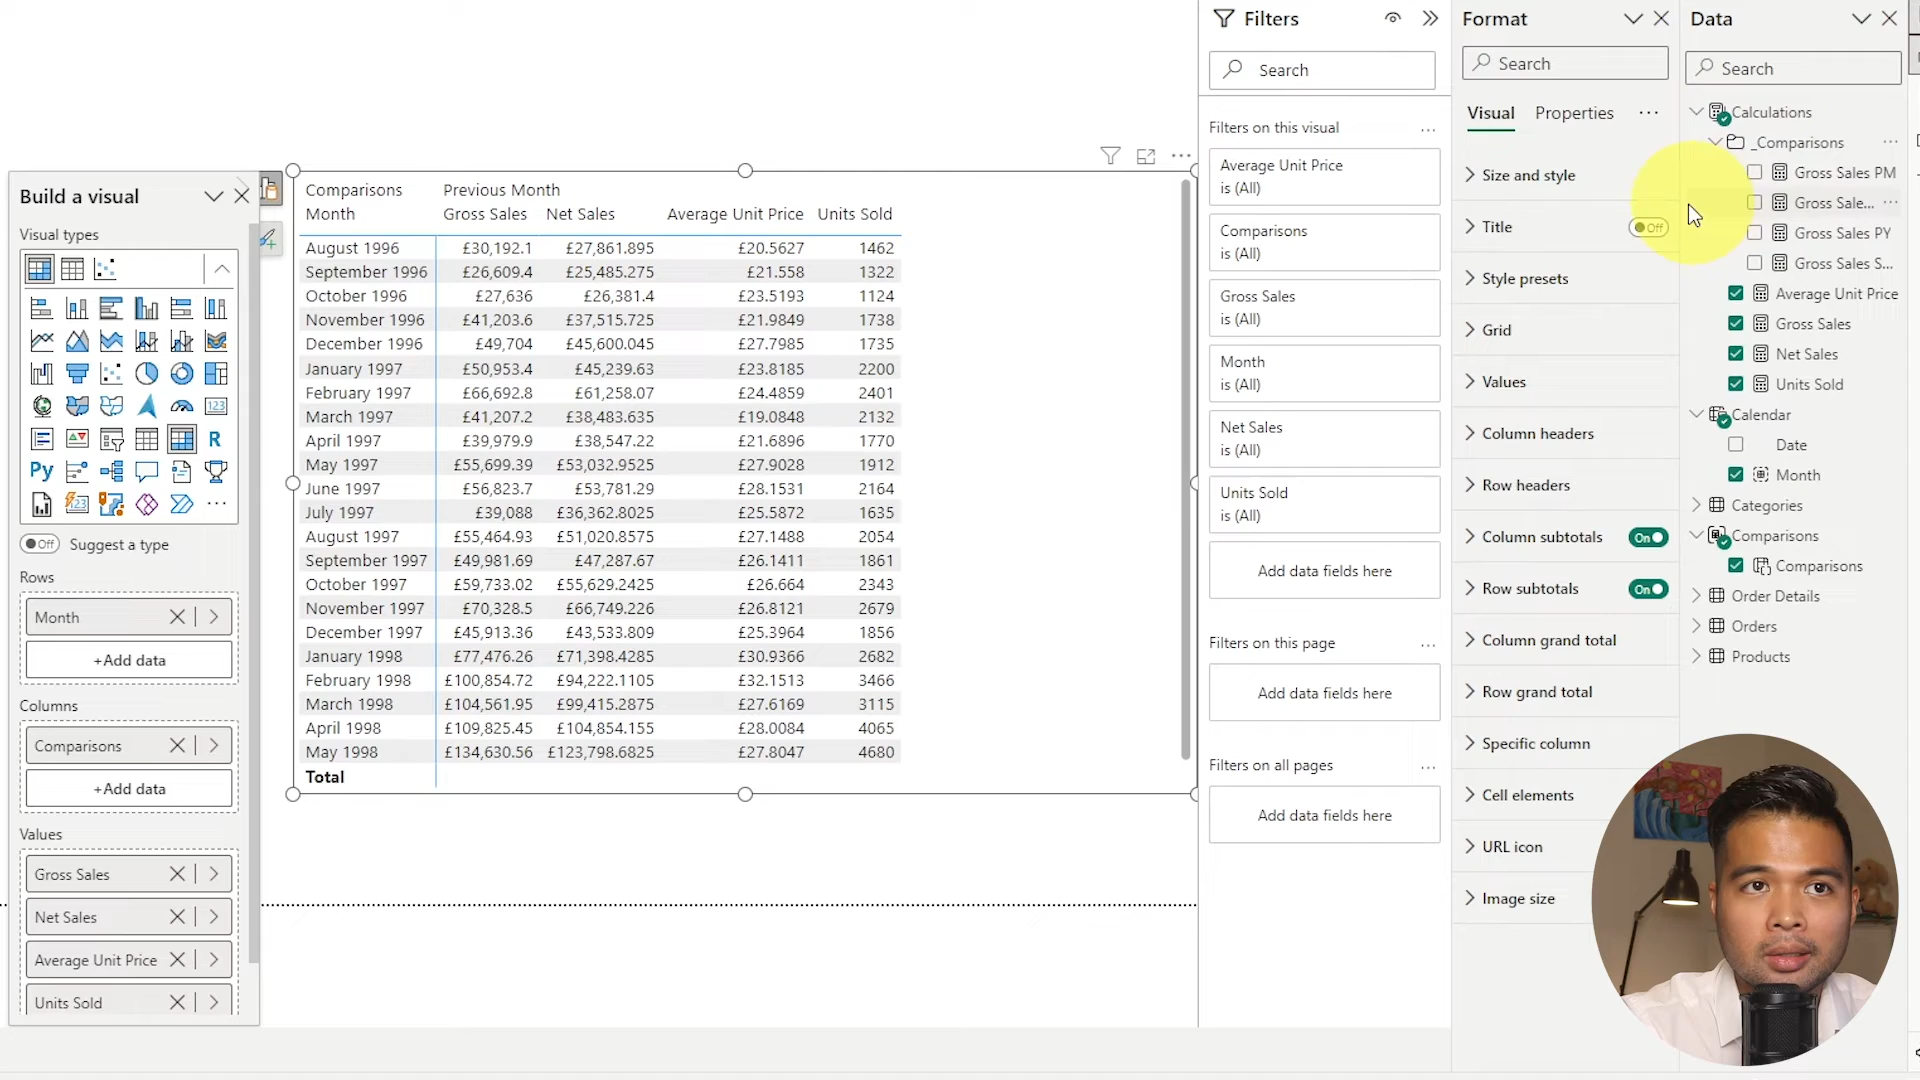 Build a visual
Visual types
Off Suggest a type
Rows
Month
+Add data
Columns
Comparisons
+Add data
Values
Gross Sales
Net Sales
Average Unit Price
Units Sold
R
Py
123
123
Comparisons Previous Month
Month Gross Sales Net Sales Average Unit Price Units Sold
August 1996 £30,192.1 £27,861.895 £20.5627 1462
September 1996 £26,609.4 £25,485.275 £21.558 1322
October 1996 £27,636 £26,381.4 £23.5193 1124
November 1996 £41,203.6 £37,515.725 £21.9849 1738
December 1996 £49,704 £45,600.045 £27.7985 1735
January 1997 £50,953.4 £45,239.63 £23.8185 2200
February 1997 £66,692.8 £61,258.07 £24.4859 2401
March 1997 £41,207.2 £38,483.635 £19.0848 2132
April 1997 £39,979.9 £38,547.22 £21.6896 1770
May 1997 £55,699.39 £53,032.9525 £27.9028 1912
June 1997 £56,823.7 £53,781.29 £28.1531 2164
July 1997 £39,088 £36,362.8025 £25.5872 1635
August 1997 £55,464.93 £51,020.8575 £27.1488 2054
September 1997 £49,981.69 £47,287.67 £26.1411 1861
October 1997 £59,733.02 £55,629.2425 £26.664 2343
November 1997 £70,328.5 £66,749.226 £26.8121 2679
December 1997 £45,913.36 £43,533.809 £25.3964 1856
January 1998 £77,476.26 £71,398.4285 £30.9366 2682
February 1998 £100,854.72 £94,222.1105 £32.1513 3466
March 1998 £104,561.95 £99,415.2875 £27.6169 3115
April 1998 £109,825.45 £104,854.155 £28.0084 4065
May 1998 £134,630.56 £123,798.6825 £27.8047 4680
Total
Filters
Search
Filters on this visual
Average Unit Price
is (All)
Comparisons
is (All)
Gross Sales
is (All)
Month
is (All)
Net Sales
is (All)
Units Sold
is (All)
Add data fields here
Filters on this page
Add data fields here
Filters on all pages
Add data fields here
Format
Search
Visual Properties
Size and style
Title Off
Style presets
Grid
Values
Column headers
Row headers
Column subtotals On
Row subtotals On
Column grand total
Row grand total
Specific column
Cell elements
URL icon
Image size
Data
Search
Calculations
_Comparisons
Gross Sales PM
Gross Sale...
Gross Sales PY
Gross Sales S...
Average Unit Price
Gross Sales
Net Sales
Units Sold
Calendar
Date
Month
Categories
Comparisons
Comparisons
Order Details
Orders
Products